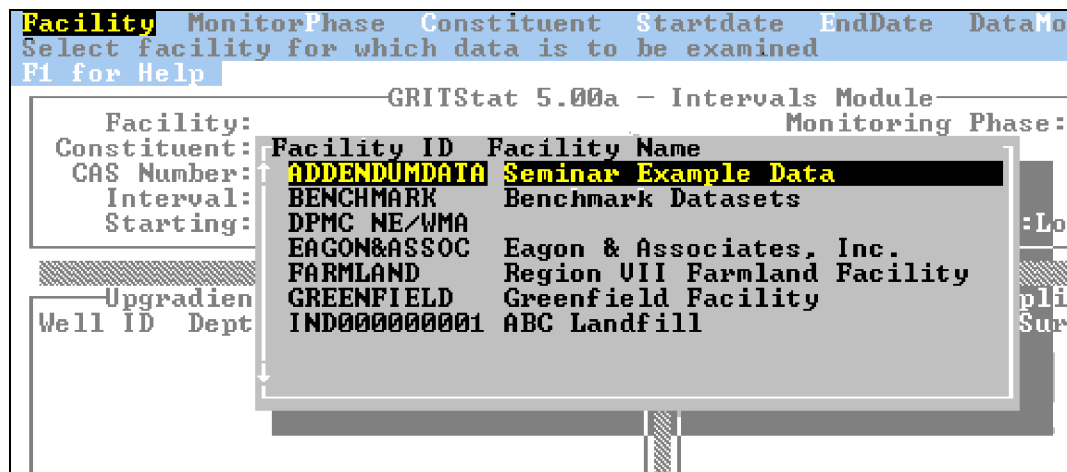 Facility MonitorPhase Constituent Startdate EndDate DataMo
Select facility for which data is to be examined
F1 for Help
GRITStat 5.00a — Intervals Module
Facility: Monitoring Phase:
Constituent: Facility ID Facility Name
CAS Number: ADDENDUMDATA Seminar Example Data
Interval: BENCHMARK Benchmark Datasets
Starting: DPMC NE/WMA :Lo
EAGON&ASSOC Eagon & Associates, Inc.
FARMLAND Region VII Farmland Facility
Upgradien GREENFIELD Greenfield Facility pli
Well ID Dept IND000000001 ABC Landfill Sur